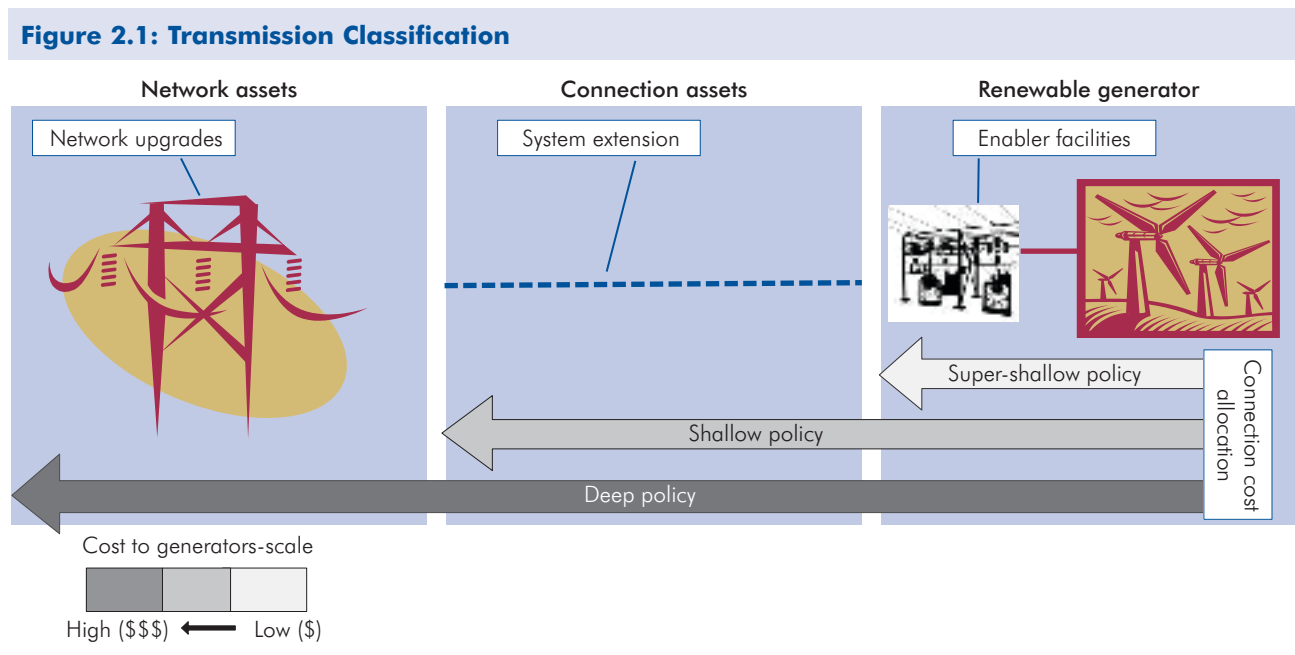 Figure 2.1: Transmission Classification
Network assets
Connection assets
Renewable generator
Network upgrades
System extension
Enabler facilities
Super-shallow policy
Shallow policy
Deep policy
Connection cost
allocation
Cost to generators-scale
High ($$$)
Low ($)